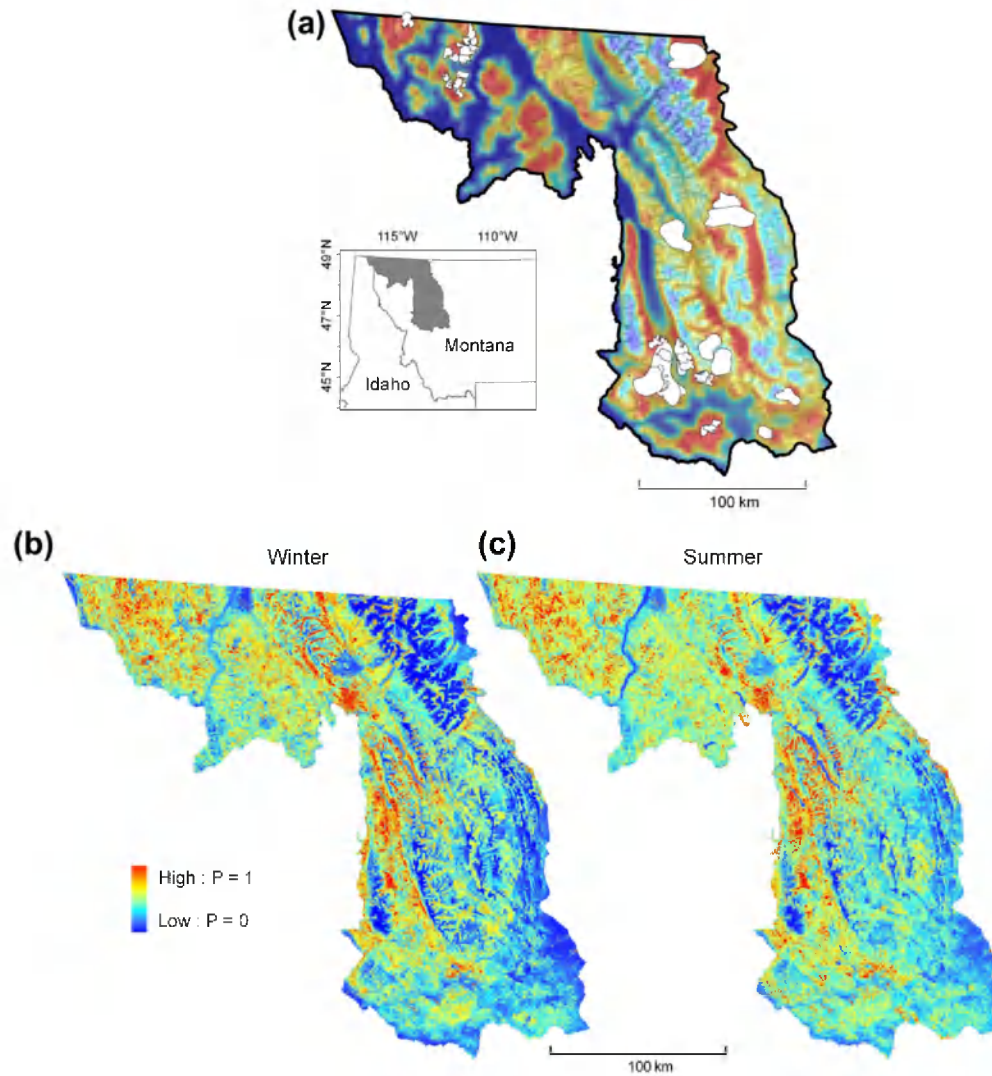 (a)
115°W 110°W
49°N
47°N
45°N
Montana
Idaho
100 km
(b) Winter (c) Summer
High : P = 1
Low : P = 0
100 km